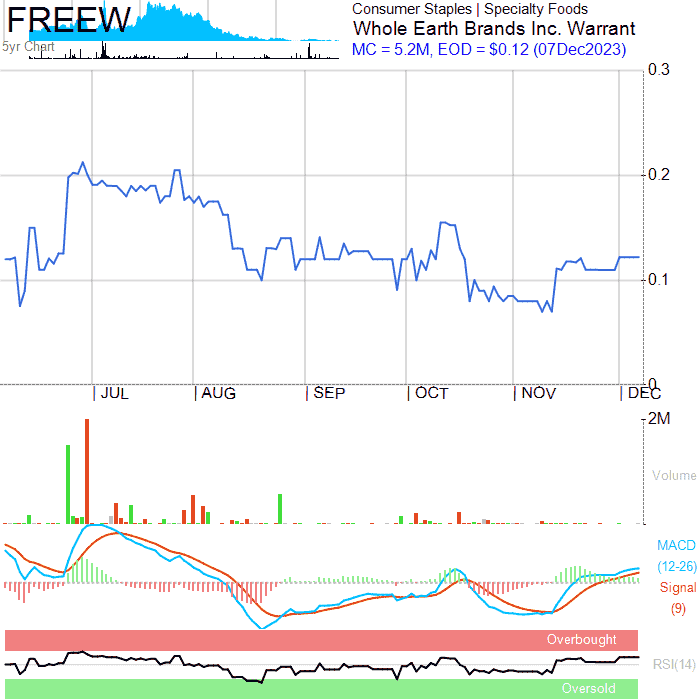 FREEW
5yr Chart
Consumer Staples | Specialty Foods
Whole Earth Brands Inc. Warrant
MC = 5.2M, EOD = $0.12 (07Dec2023)
0.3
0.2
0.1
0
JUL AUG SEP OCT NOV DEC
2M
Volume
MACD
(12-26)
Signal
(9)
Overbought
RSI(14)
Oversold